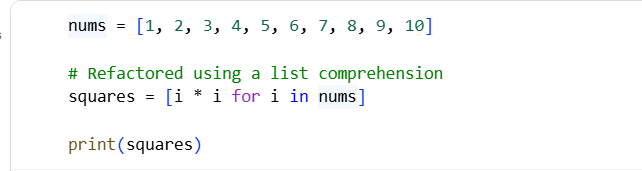 nums = [1, 2, 3, 4, 5, 6, 7, 8, 9, 10]
# Refactored using a list comprehension
squares = [i * i for i in nums]
print(squares)